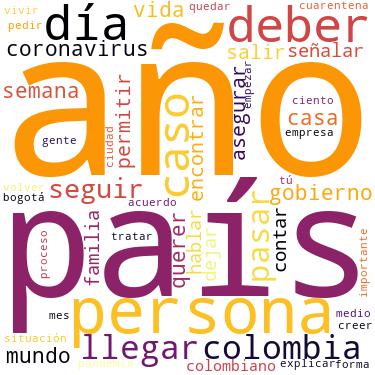 vivir quedar cuarentena
pedir día vida deber
coronavirus salir señalar
año
semana permitir caso encontrar asegurar empezar ciento casa
gente ciudad empresa
volver seguir tú gobierno
bogotá acuerdo
país
proceso familia tratar querer hablar dejar pasar contar importante
mes persona medio
creer
situación llegar colombia
mundo pandemia colombiano explicar forma